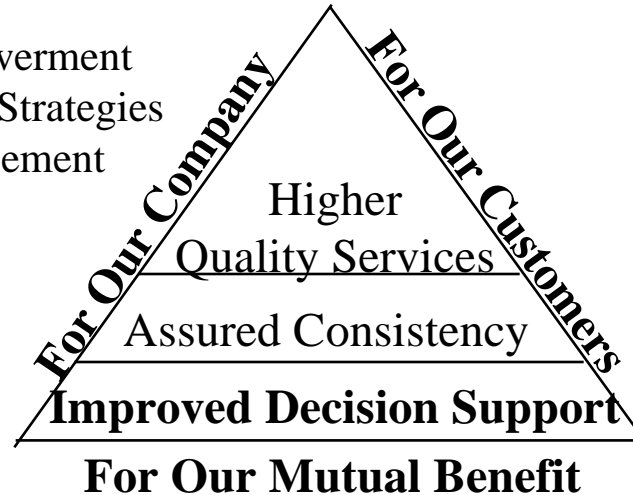 Strategies
For Our Company
For Our Customers
Higher
Quality Services
Assured Consistency
Improved Decision Support
For Our Mutual Benefit